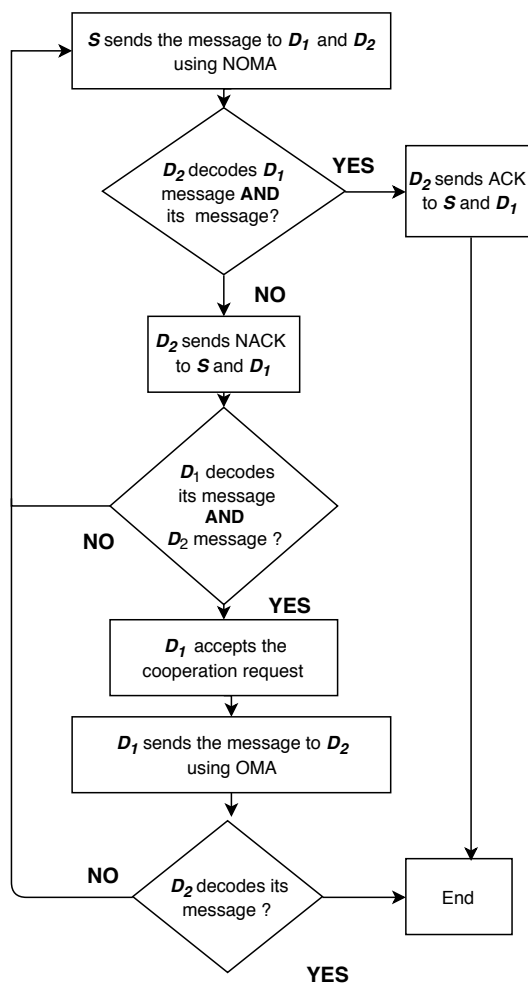 S sends the message to D1 and D2
using NOMA
D2 decodes D1
message AND
its message?
YES
D2 sends ACK
to S and D1
NO
D2 sends NACK
to S and D1
D1 decodes
its message
AND
D2 message ?
NO
YES
D1 accepts the
cooperation request
D1 sends the message to D2
using OMA
NO
D2 decodes its
message ?
End
YES